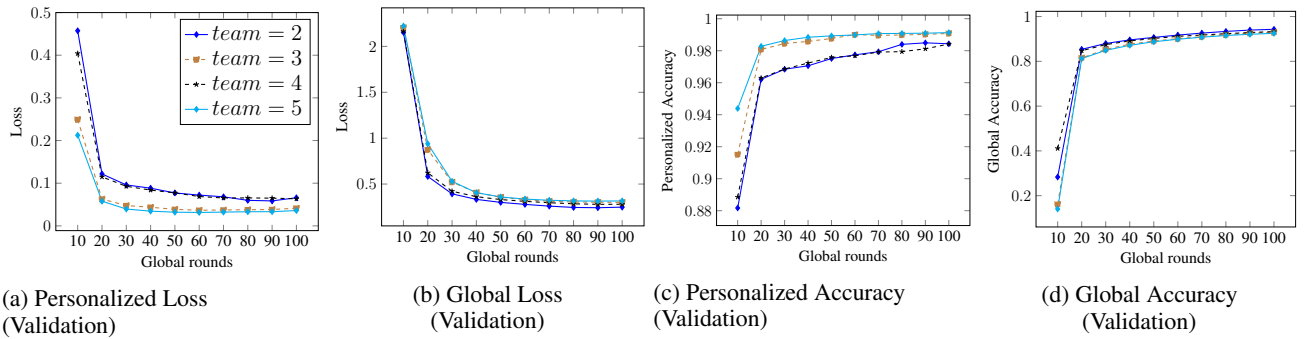 0.5
0.4
0.3
0.2
0.1
0
Loss
10 20 30 40 50 60 70 80 90 100
Global rounds
team = 2
team = 3
team = 4
team = 5
(a) Personalized Loss
(Validation)
2
1.5
1
0.5
Loss
10 20 30 40 50 60 70 80 90 100
Global rounds
(b) Global Loss
(Validation)
1
0.98
0.96
0.94
0.92
0.9
0.88
Personalized Accuracy
10 20 30 40 50 60 70 80 90 100
Global rounds
(c) Personalized Accuracy
(Validation)
1
0.8
0.6
0.4
0.2
Global Accuracy
10 20 30 40 50 60 70 80 90 100
Global rounds
(d) Global Accuracy
(Validation)